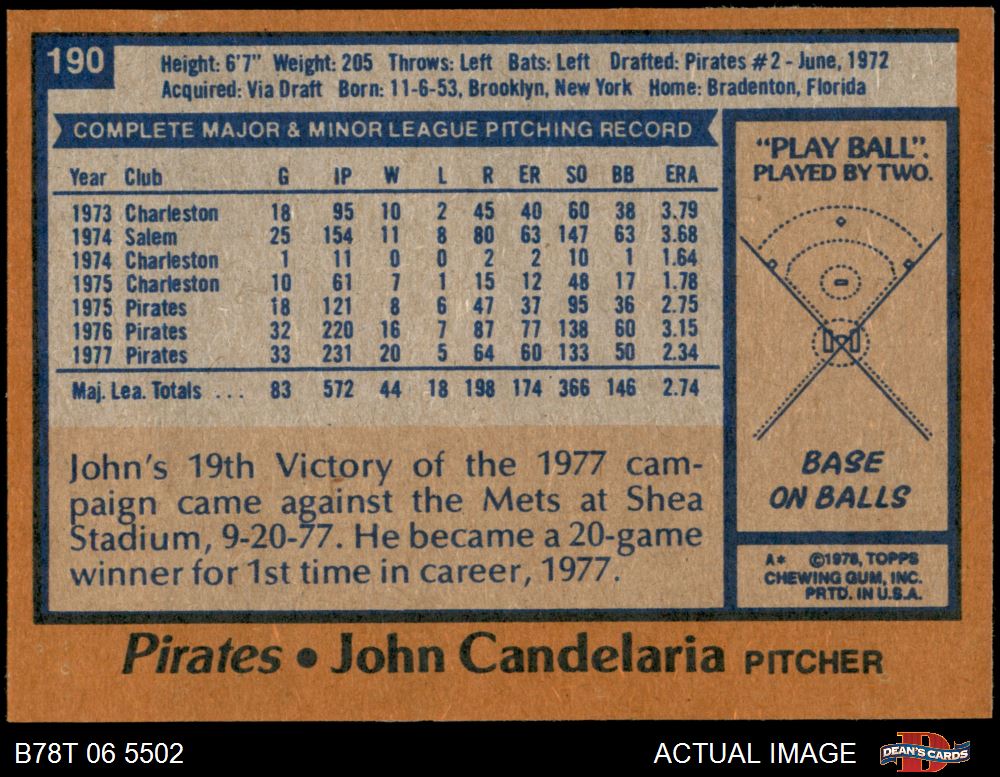 190
Height: 6'7" Weight: 205 Throws: Left Bats: Left Drafted: Pirates #2 - June, 1972
Acquired: Via Draft Born: 11-6-53, Brooklyn, New York Home: Bradenton, Florida
COMPLETE MAJOR & MINOR LEAGUE PITCHING RECORD
Year Club G IP W L R ER SO BB ERA
1973 Charleston 18 95 10 2 45 40 60 38 3.79
1974 Salem 25 154 11 8 80 63 147 63 3.68
1974 Charleston 1 11 0 0 2 2 10 1 1.64
1975 Charleston 10 61 7 1 15 12 48 17 1.78
1975 Pirates 18 121 8 6 47 37 95 36 2.75
1976 Pirates 32 220 16 7 87 77 138 60 3.15
1977 Pirates 33 231 20 5 64 60 133 50 2.34
Maj. Lea. Totals ... 83 572 44 18 198 174 366 146 2.74
John's 19th Victory of the 1977 cam-
paign came against the Mets at Shea
Stadium, 9-20-77. He became a 20-game
winner for 1st time in career, 1977.
"PLAY BALL".
PLAYED BY TWO.
BASE
ON BALLS
A* ©1978, TOPPS
CHEWING GUM, INC.
PRTD. IN U.S.A.
Pirates • John Candelaria PITCHER
B78T 06 5502
ACTUAL IMAGE
DEAN'S CARDS